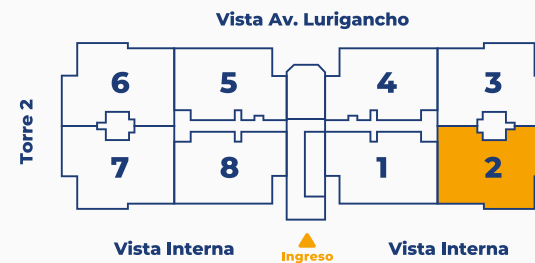 Vista Av. Lurigancho
6
5
4
3
Torre 2
7
8
1
2
Vista Interna
Ingreso
Vista Interna